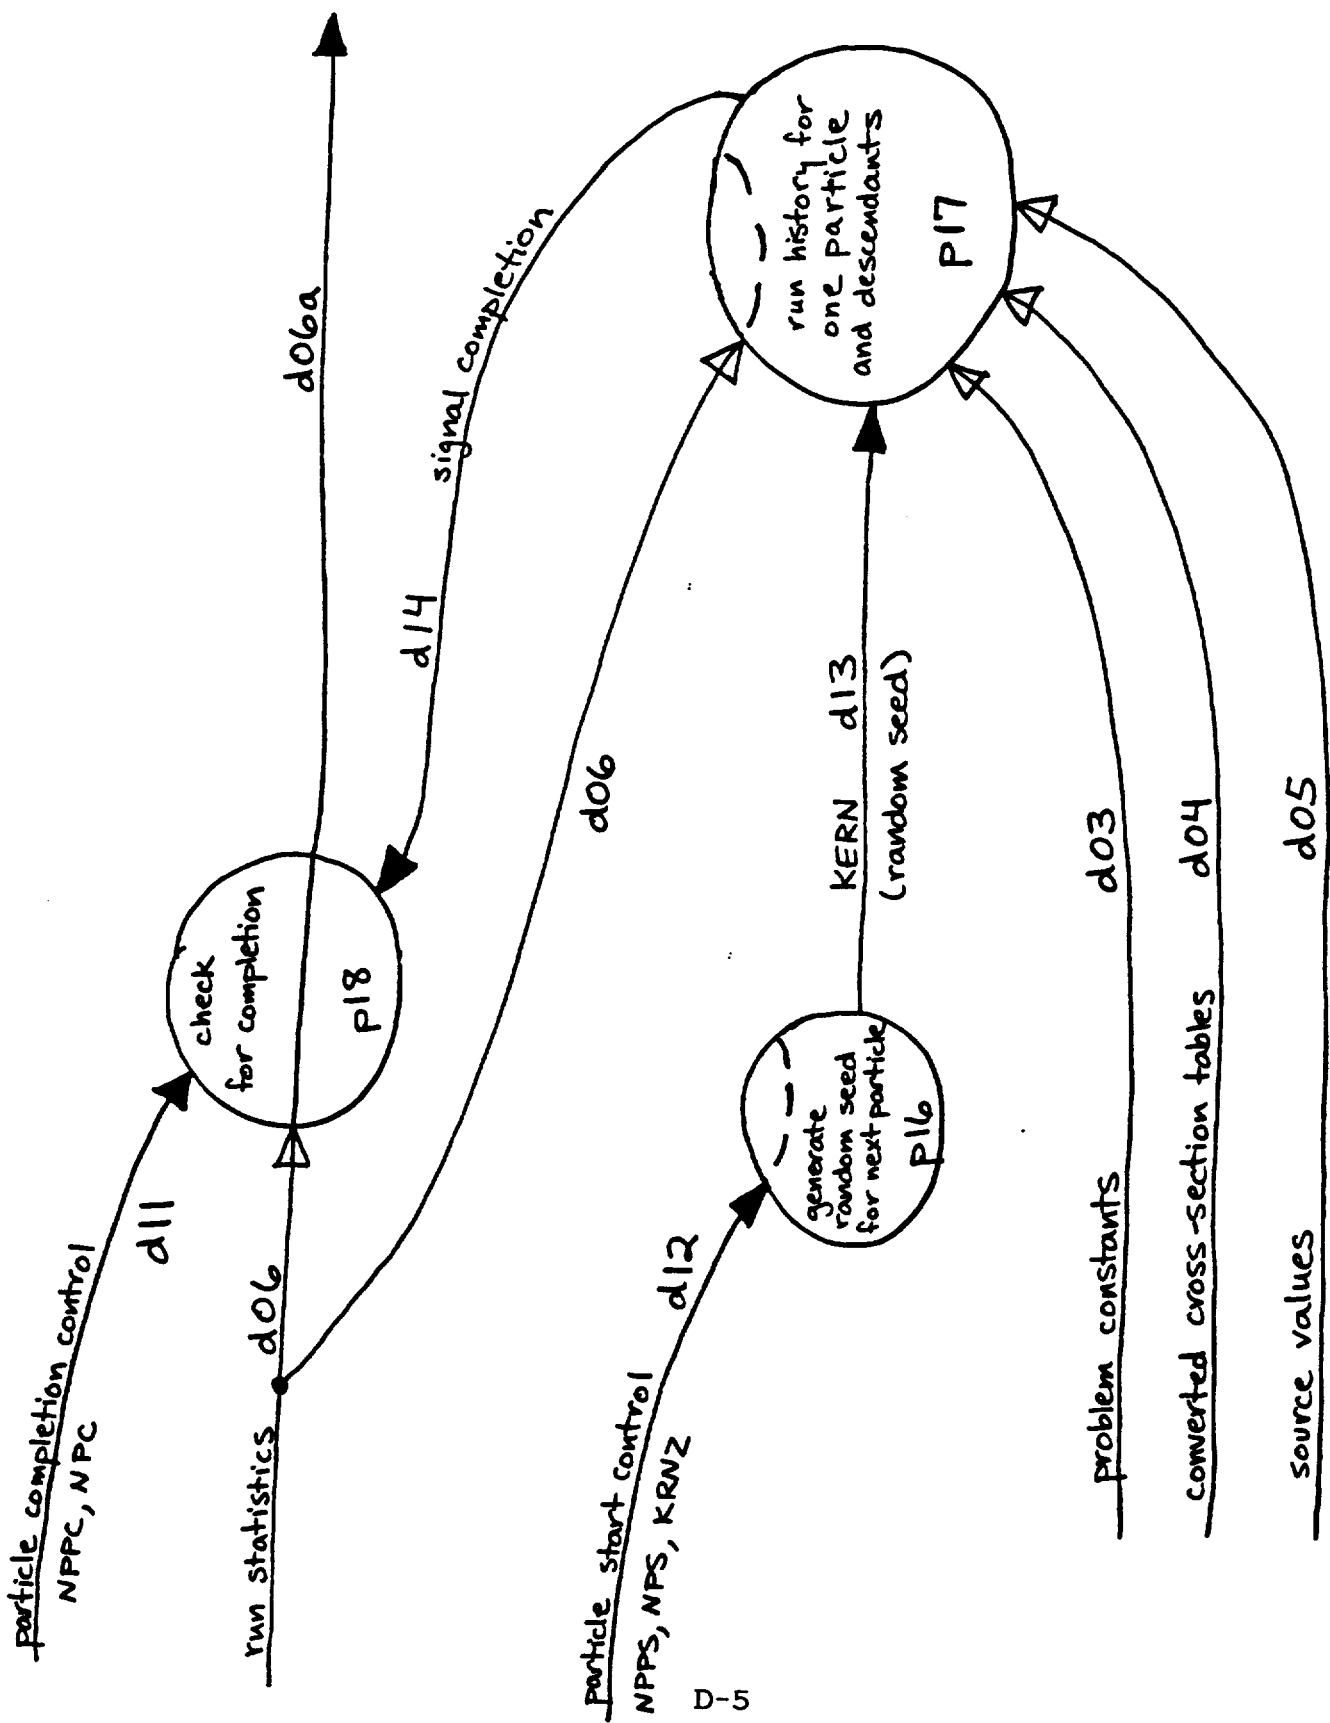 particle completion control
NPPC, NPC
d11
run statistics
d06
check
for completion
p18
d06a
d14
signal completion
d06
particle start control
NPPS, NPS, KRNZ
d12
generate
random seed
for next particle
p16
KERN d13
(random seed)
run history for
one particle
and descendants
p17
problem constants
d03
converted cross-section tables
d04
source values
d05
D-5